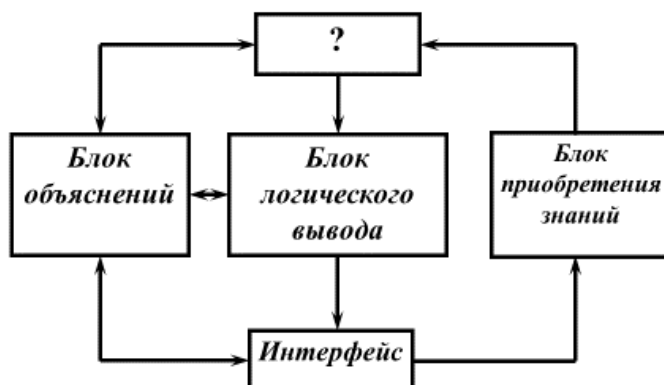 ?
Блок
объяснений
Блок
логического
вывода
Блок
приобретения
знаний
Интерфейс